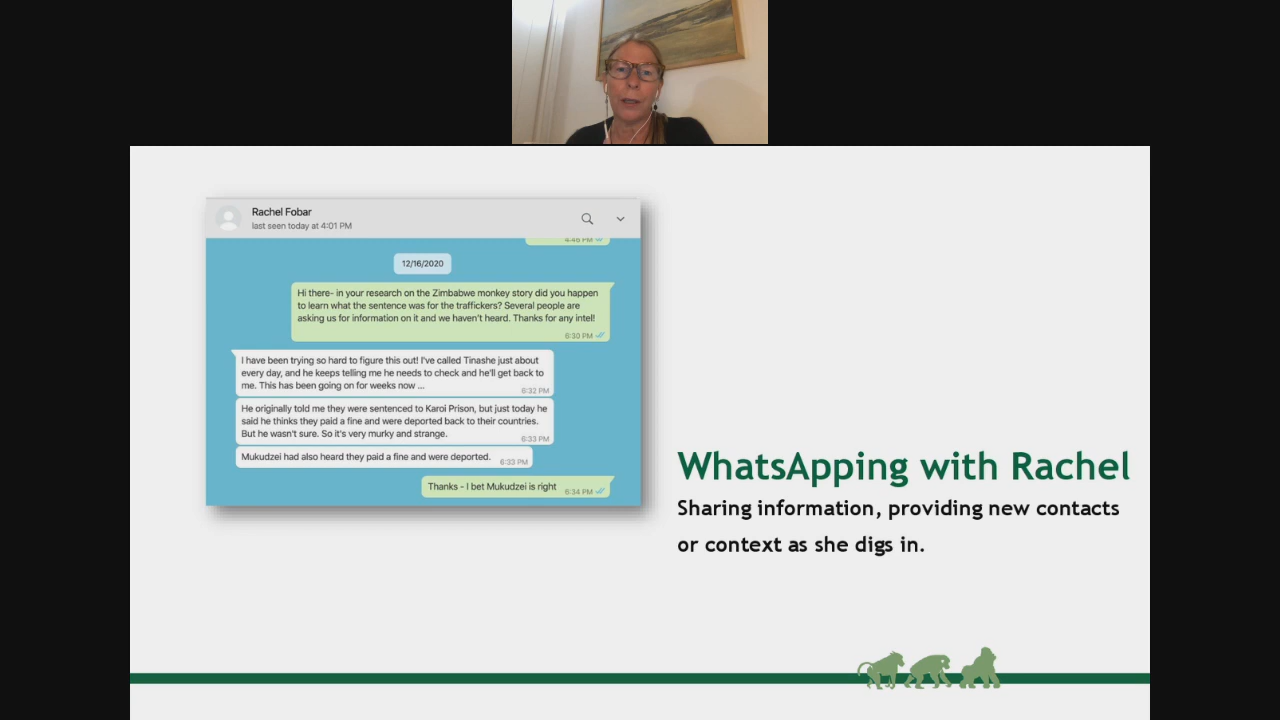 Rachel Fobar
last seen today at 4:01 PM
4:48 PM
12/16/2020
Hi there- in your research on the Zimbabwe monkey story did you happen
to learn what the sentence was for the traffickers? Several people are
asking us for information on it and we haven't heard. Thanks for any intel!
6:30 PM
I have been trying so hard to figure this out! I've called Tinashe just about
every day, and he keeps telling me he needs to check and he'll get back to
me. This has been going on for weeks now ...
6:32 PM
He originally told me they were sentenced to Karoi Prison, but just today he
said he thinks they paid a fine and were deported back to their countries.
But he wasn't sure. So it's very murky and strange.
6:33 PM
Mukudzei had also heard they paid a fine and were deported.
6:33 PM
Thanks - I bet Mukudzei is right
6:34 PM
WhatsApping with Rachel
Sharing information, providing new contacts
or context as she digs in.